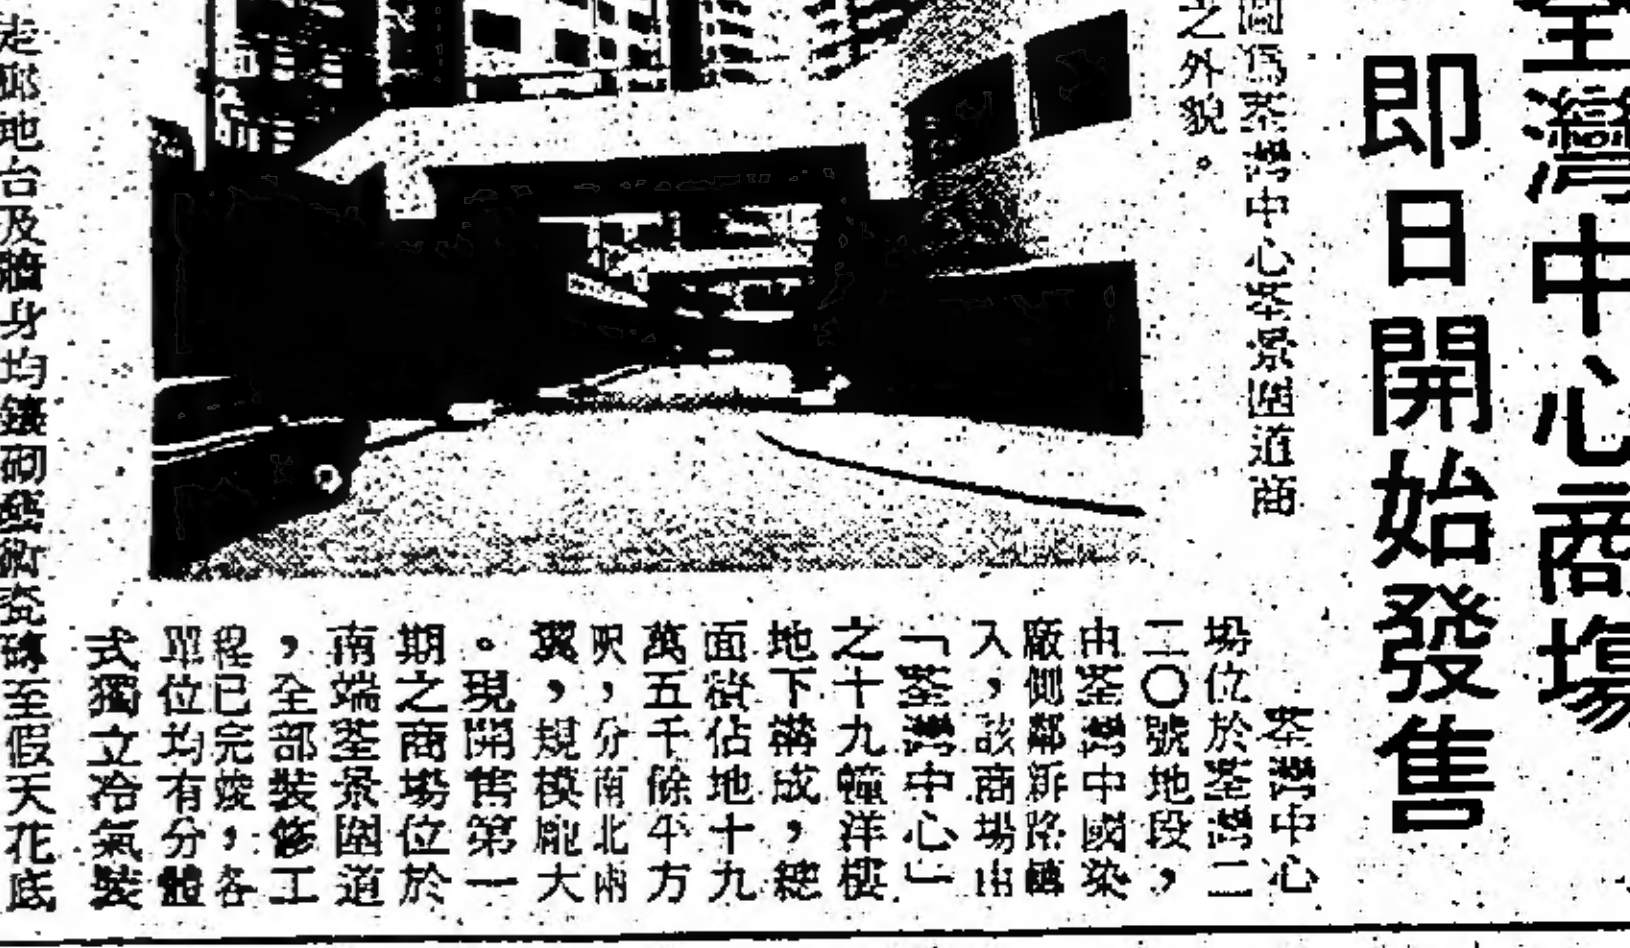 荃灣中心商場
即日開始發售
圖爲荃灣中心荃景圍道商
之外貌。
荃灣中心
場位於荃灣二
二〇號地段，
由荃灣中國染
廠側鄰新路轉
入，該商場由
「荃灣中心」
之十九幢洋樓
地下構成，總
面積佔地十九
萬五千餘平方
呎，分南北兩
翼，規模龐大
。現開售第一
期之商場位於
南端荃景圍道
，全部裝修工
程已完竣，各
單位均有分體
式獨立冷氣裝
走廊地台及牆身均鑲砌藝術瓷磚至假天花底